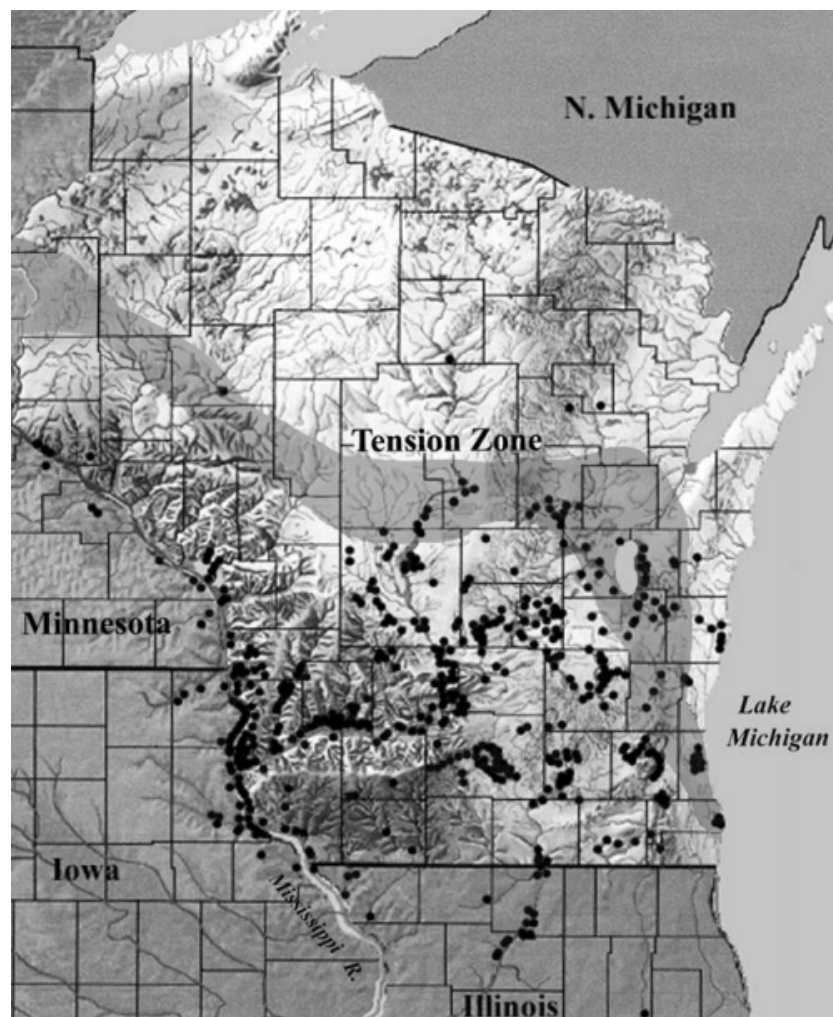 N. Michigan
Tension Zone
Minnesota
Lake
Michigan
Iowa
Mississippi R.
Illinois